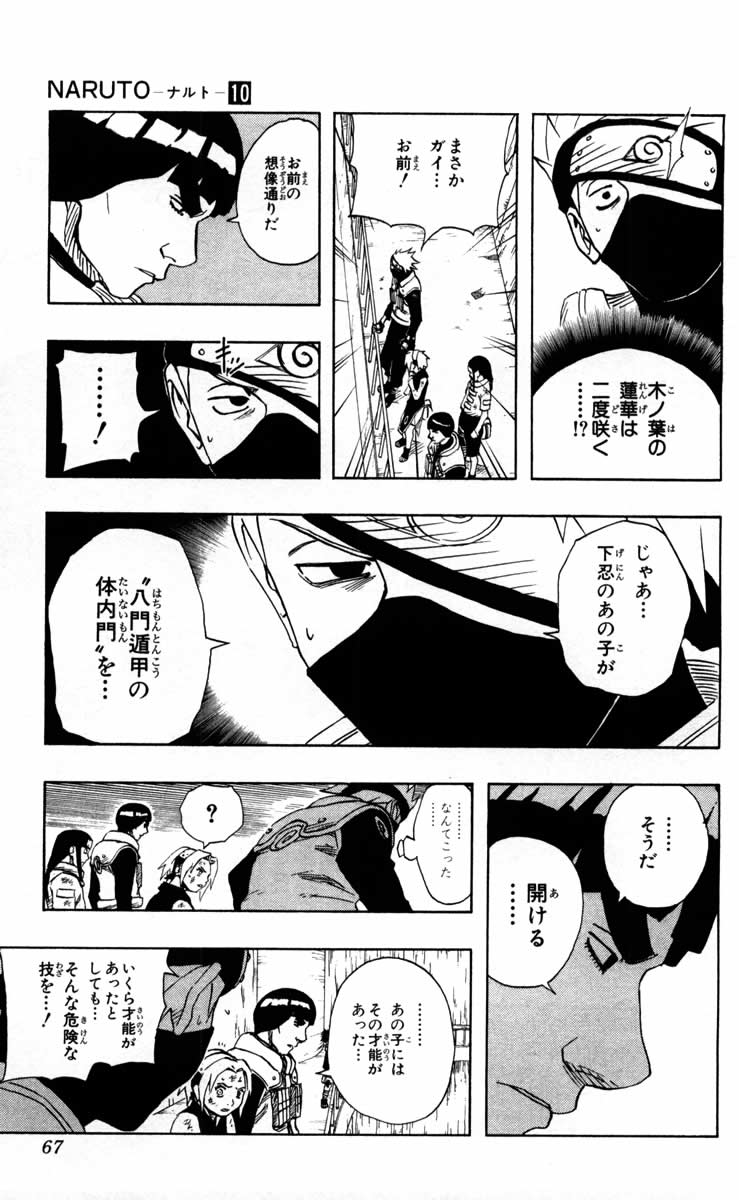 NARUTO—ナルト—10
木ノ葉の
蓮華は
二度咲く
……!?
まさか
ガイ…
お前！
お前の
想像通りだ
……！
じゃあ…
下忍のあの子が
〝八門遁甲の
体内門〟を…
……
そうだ
開ける
……
……
なんてこった
？
……
あの子には
その才能が
あった…
いくら才能が
あったと
しても…
そんな危険な
技を…！
67